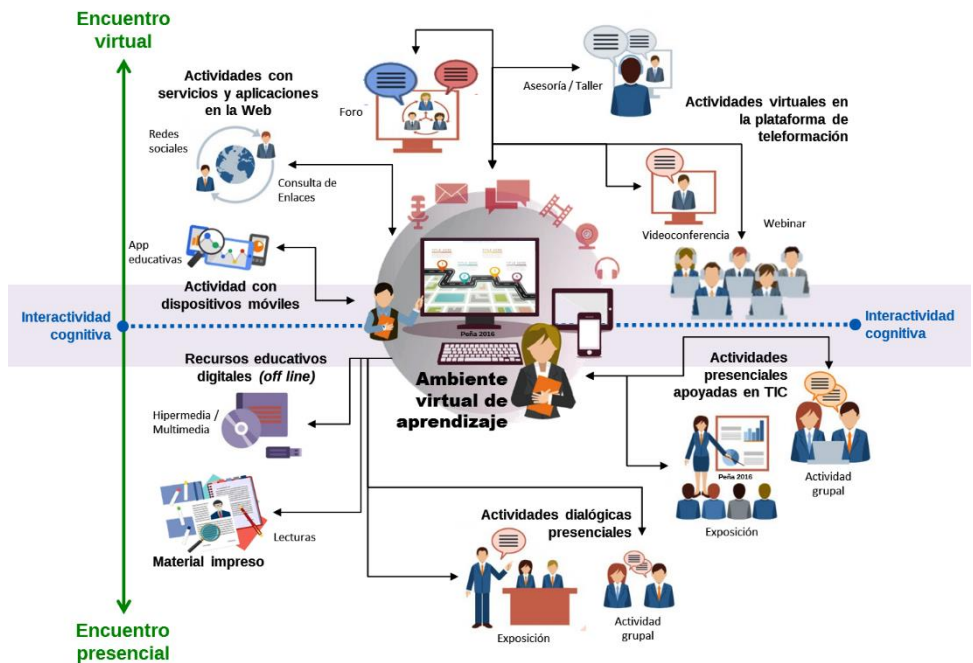 Encuentro
virtual
Actividades con
servicios y aplicaciones
en la Web
Redes
sociales
Consulta de
Enlaces
Foro
Asesoría / Taller
Actividades virtuales en
la plataforma de
teleformación
Videoconferencia
Webinar
App
educativas
Actividad con
dispositivos móviles
Interactividad
cognitiva
Peña 2016
Interactividad
cognitiva
Ambiente
virtual de
aprendizaje
Recursos educativos
digitales (off line)
Hipermedia /
Multimedia
Lecturas
Material impreso
Actividades
presenciales
apoyadas en TIC
Peña 2016
Exposición
Actividad
grupal
Actividades dialógicas
presenciales
Exposición
Actividad
grupal
Encuentro
presencial